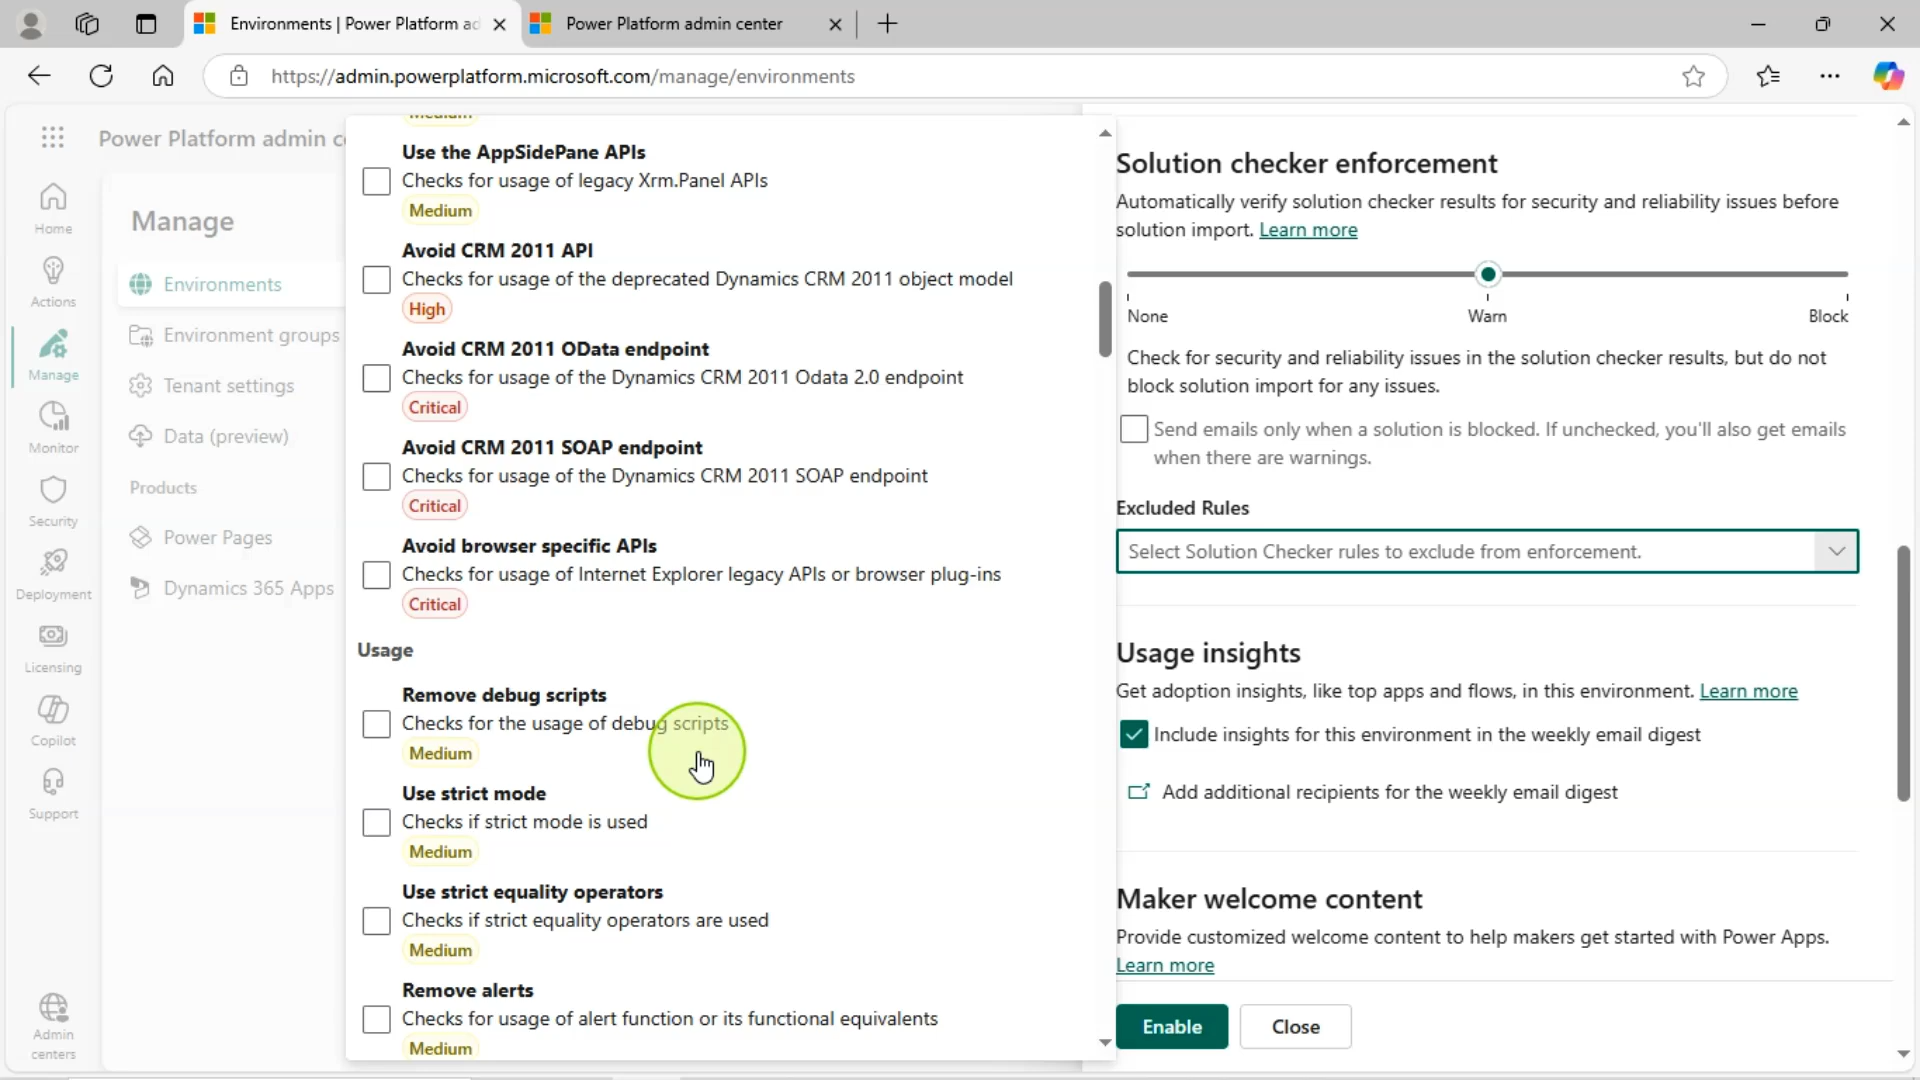 Environments | Power Platform ad
Power Platform admin center
https://admin.powerplatform.microsoft.com/manage/environments
Power Platform admin c
Home
Actions
Manage
Monitor
Security
Deployment
Licensing
Copilot
Support
Admin
centers
Manage
Environments
Environment groups
Tenant settings
Data (preview)
Products
Power Pages
Dynamics 365 Apps
Medium
Use the AppSidePane APIs
Checks for usage of legacy Xrm.Panel APIs
Medium
Avoid CRM 2011 API
Checks for usage of the deprecated Dynamics CRM 2011 object model
High
Avoid CRM 2011 OData endpoint
Checks for usage of the Dynamics CRM 2011 Odata 2.0 endpoint
Critical
Avoid CRM 2011 SOAP endpoint
Checks for usage of the Dynamics CRM 2011 SOAP endpoint
Critical
Avoid browser specific APIs
Checks for usage of Internet Explorer legacy APIs or browser plug-ins
Critical
Usage
Remove debug scripts
Checks for the usage of debug scripts
Medium
Use strict mode
Checks if strict mode is used
Medium
Use strict equality operators
Checks if strict equality operators are used
Medium
Remove alerts
Checks for usage of alert function or its functional equivalents
Medium
Solution checker enforcement
Automatically verify solution checker results for security and reliability issues before
solution import. Learn more
None Warn Block
Check for security and reliability issues in the solution checker results, but do not
block solution import for any issues.
Send emails only when a solution is blocked. If unchecked, you'll also get emails
when there are warnings.
Excluded Rules
Select Solution Checker rules to exclude from enforcement.
Usage insights
Get adoption insights, like top apps and flows, in this environment. Learn more
Include insights for this environment in the weekly email digest
Add additional recipients for the weekly email digest
Maker welcome content
Provide customized welcome content to help makers get started with Power Apps.
Learn more
Enable Close